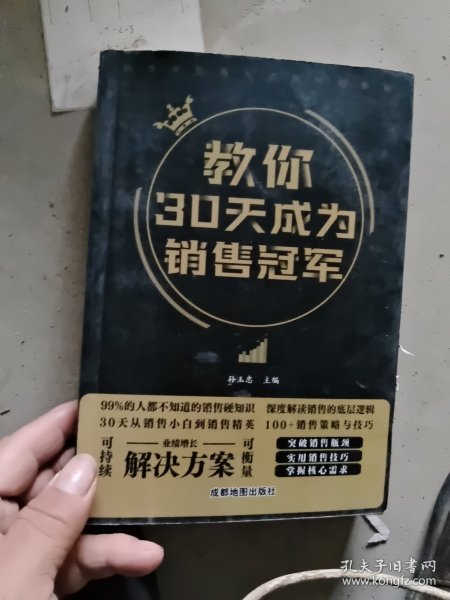 教你
30天成为
销售冠军
孙玉忠 主编
99%的人都不知道的销售硬知识 深度解读销售的底层逻辑
30天从销售小白到销售精英 100+销售策略与技巧
可持续 业绩增长 可衡量
解决方案
突破销售瓶颈
实用销售技巧
掌握核心需求
成都地图出版社
孔夫子旧书网
www.kongfz.com